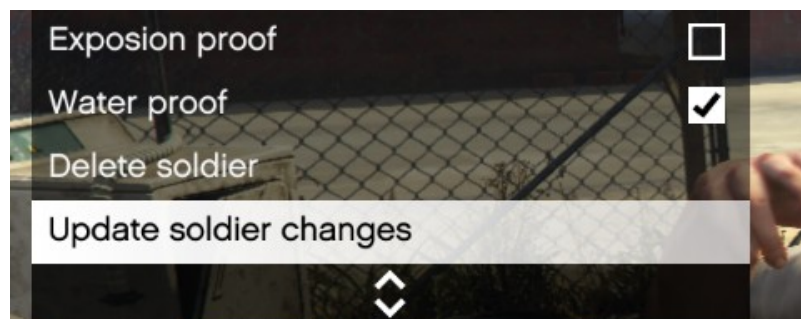 Exposion proof
Water proof
Delete soldier
Update soldier changes